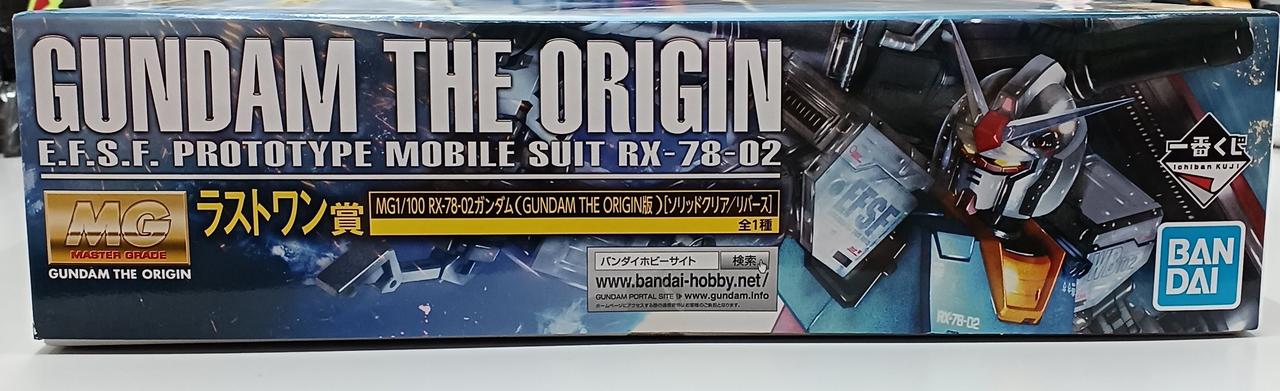 GUNDAM THE ORIGIN
E.F.S.F. PROTOTYPE MOBILE SUIT RX-78-02
MG
MASTER GRADE
GUNDAM THE ORIGIN
ラストワン賞
MG1/100 RX-78-02ガンダム(GUNDAM THE ORIGIN版)[ソリッドクリア/リバース]
全1種
バンダイホビーサイト 検索
www.bandai-hobby.net/
GUNDAM PORTAL SITE www.gundam.info
EFSF
RX-78-02
一番くじ
Ichiban KUJI
BAN
DAI